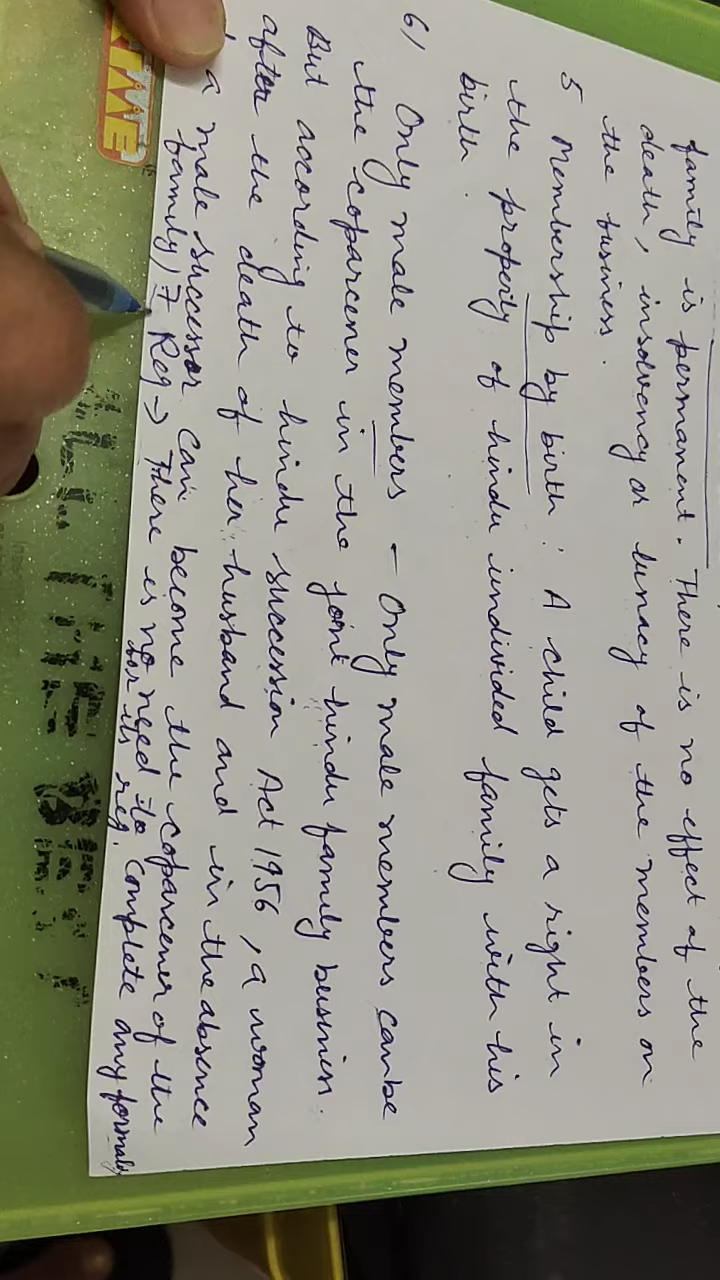 family is permanent. There is no effect of the
death, insolvency or lunacy of the members on
the business.
5 Membership by birth : A child gets a right in
the property of hindu undivided family with his
birth.
6) Only male members - Only male members can be
the coparcener in the joint hindu family business.
But according to hindu succession Act 1956, a woman
after the death of her husband and in the absence
a male successor can become the coparcener of the
family, 7 Reg → There is no need to complete any formality
for its reg.